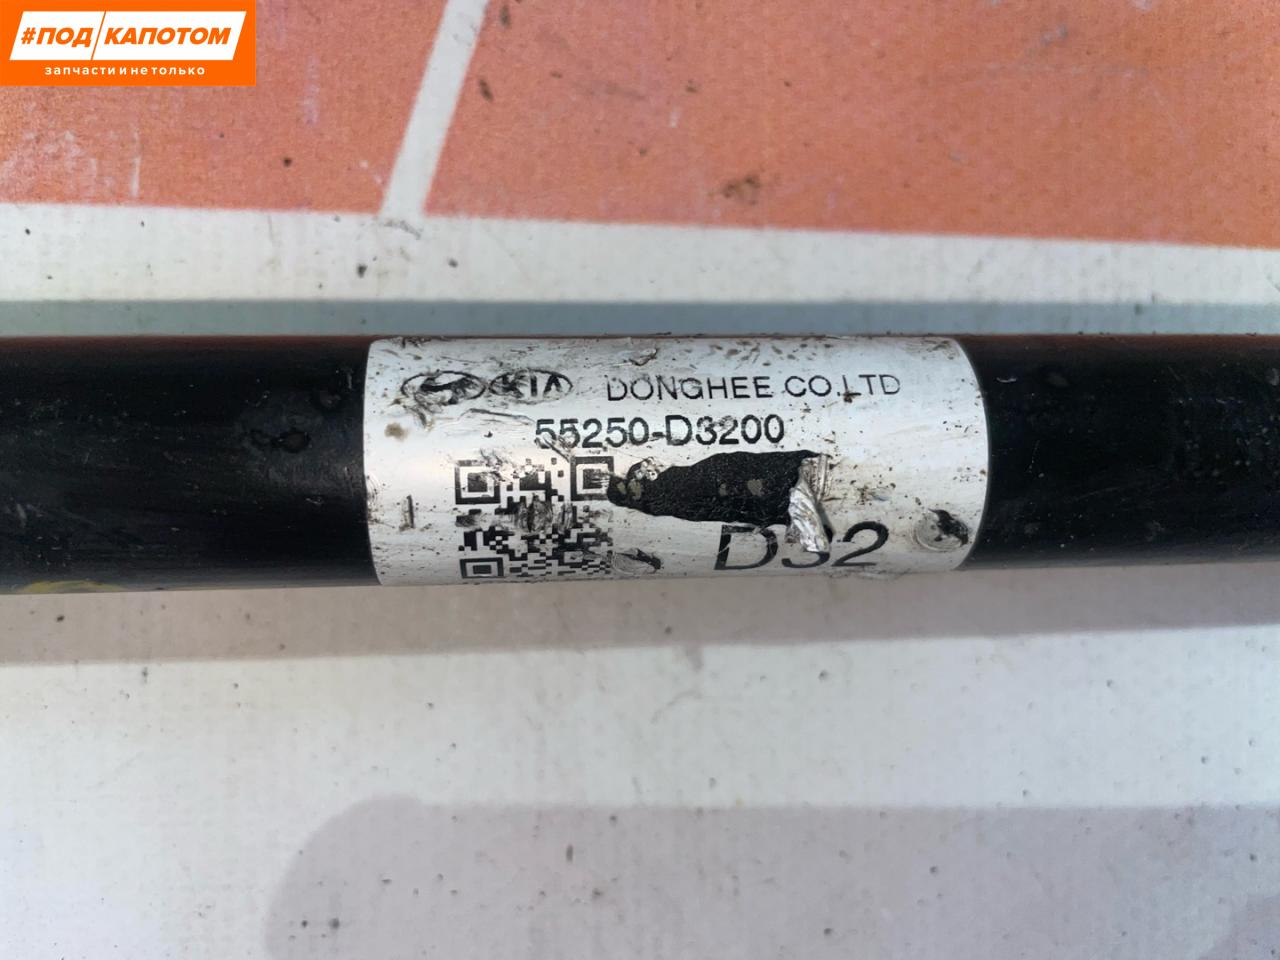 #ПОД КАПОТОМ
запчасти и не только
KIA DONGHEE CO.LTD
55250-D3200
D32